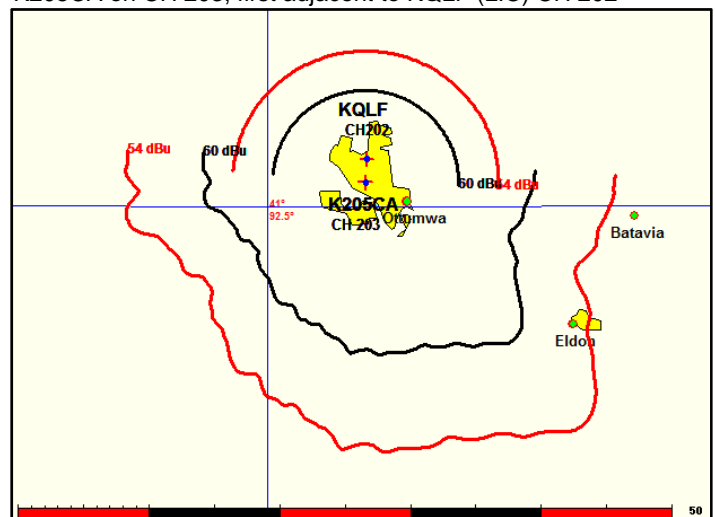 KQLF
CH202
54 dBu
60 dBu
60 dBu
54 dBu
41°
92.5°
K205CA
Ottumwa
CH 203
Batavia
Eldon
50